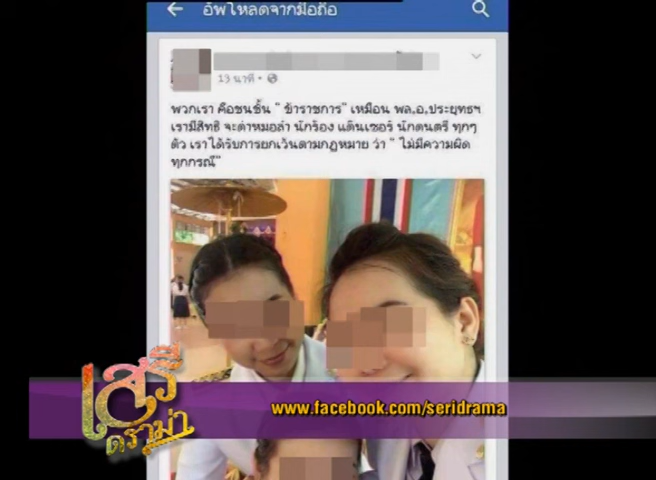 อัพโหลดจากมือถือ
13 นาที
พวกเรา คือชนชั้น " ข้าราชการ" เหมือน พล,อ,ประยุทธฯ
เรามีสิทธิ จะด่าหมอลำ นักร้อง แด๊นเซอร์ นักดนตรี ทุกๆ
ตัว เราได้รับการยกเว้นตามกฎหมาย ว่า " ไม่มีความผิด
ทุกกรณี"
เสรี
ดราม่า
www.facebook.com/seridrama